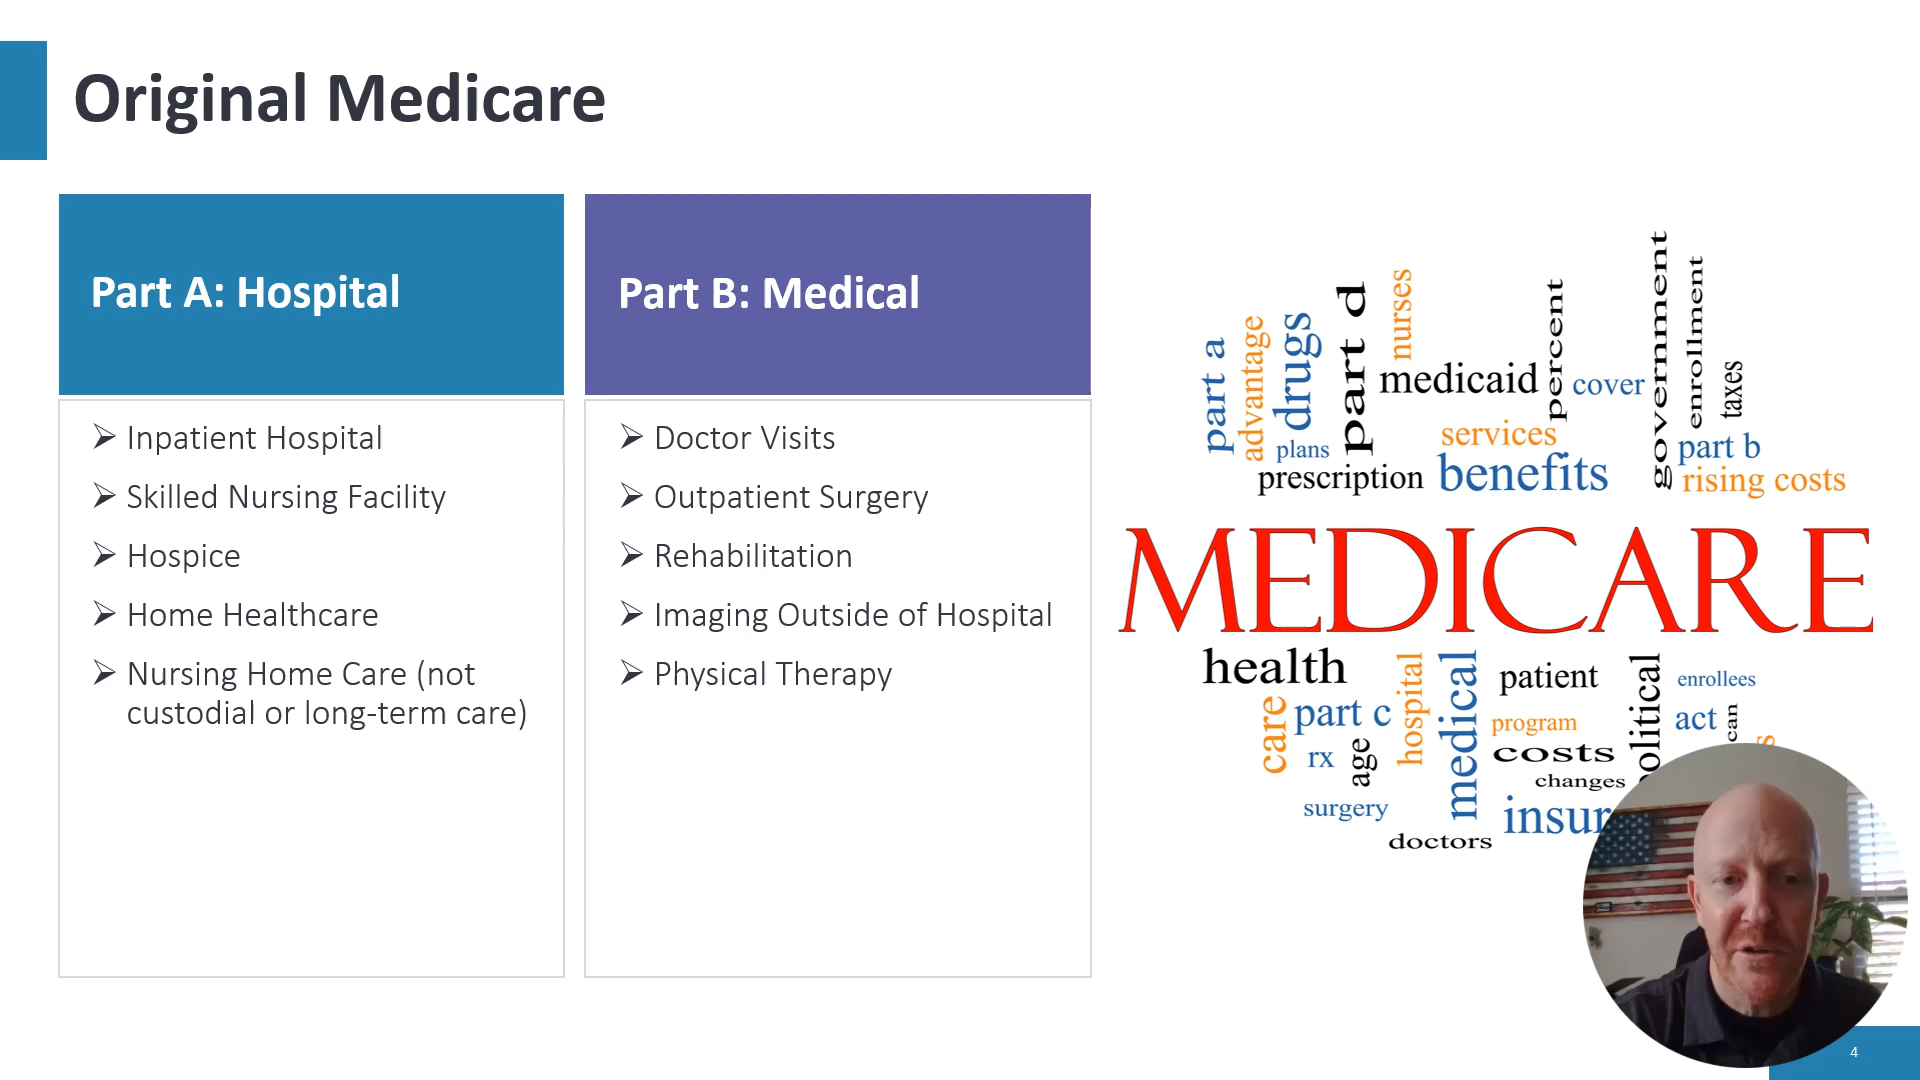 Original Medicare
Part A: Hospital
Inpatient Hospital
Skilled Nursing Facility
Hospice
Home Healthcare
Nursing Home Care (not
custodial or long-term care)
Part B: Medical
Doctor Visits
Outpatient Surgery
Rehabilitation
Imaging Outside of Hospital
Physical Therapy
part a
advantage
drugs
plans
part d
nurses
medicaid
percent
cover
government
enrollment
taxes
services
part b
prescription
benefits
rising costs
MEDICARE
health
care
part c
hospital
medical
patient
enrollees
program
act
can
rx
age
costs
changes
olitical
surgery
insur
doctors
4